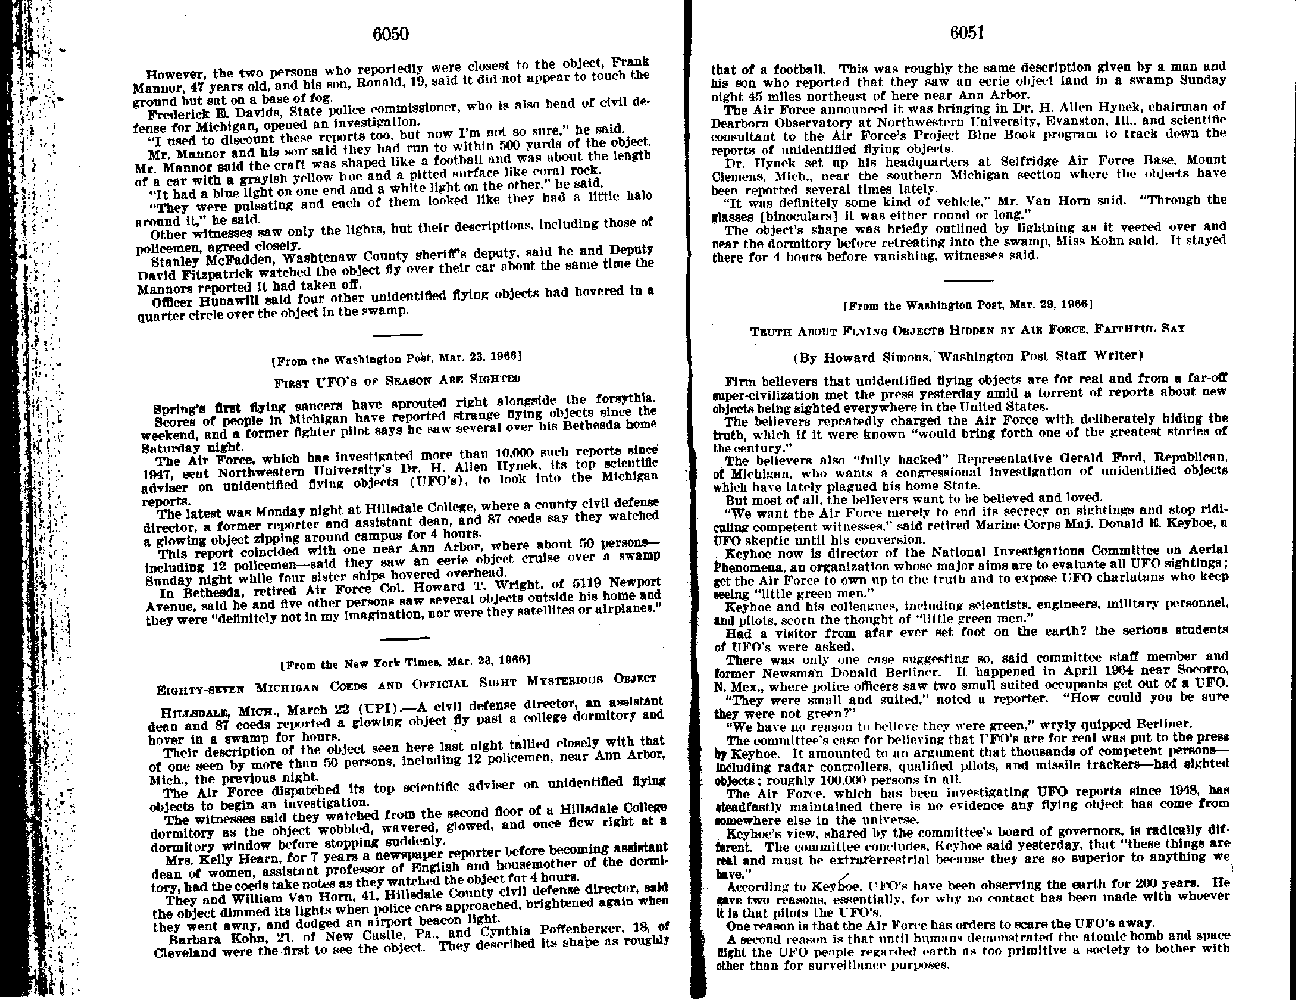 6050
However, the two persons who reportedly were closest to the object, Frank
Mannor, 47 years old, and his son, Ronald, 19, said it did not appear to touch the
ground but sat on a base of fog.
Frederick E. Davids, State police commissioner, who is also head of civil de-
fense for Michigan, opened an investigation.
"I used to discount these reports too, but now I'm not so sure," he said.
Mr. Mannor and his son said they had run to within 500 yards of the object.
Mr. Mannor said the craft was shaped like a football and was about the length
of a car with a grayish yellow hue and a pitted surface like coral rock.
"It had a blue light on one end and a white light on the other," he said.
"They were pulsating and each of them looked like they had a little halo
around it," he said.
Other witnesses saw only the lights, but their descriptions, including those of
policemen, agreed closely.
Stanley McFadden, Washtenaw County sheriff's deputy, said he and Deputy
David Fitzpatrick watched the object fly over their car about the same time the
Mannors reported it had taken off.
Officer Hunawill said four other unidentified flying objects had hovered in a
quarter circle over the object in the swamp.
[From the Washington Post, Mar. 23, 1966]
FIRST UFO'S OF SEASON ARE SIGHTED
Spring's first flying saucers have sprouted right alongside the forsythia.
Scores of people in Michigan have reported strange flying objects since the
weekend, and a former fighter pilot says he saw several over his Bethesda home
Saturday night.
The Air Force, which has investigated more than 10,000 such reports since
1947, sent Northwestern University's Dr. H. Allen Hynek, its top scientific
adviser on unidentified flying objects (UFO's), to look into the Michigan
reports.
The latest was Monday night at Hillsdale College, where a county civil defense
director, a former reporter and assistant dean, and 87 coeds say they watched
a glowing object zipping around campus for 4 hours.
This report coincided with one near Ann Arbor, where about 50 persons—
including 12 policemen—said they saw an eerie object cruise over a swamp
Sunday night while four sister ships hovered overhead.
In Bethesda, retired Air Force Col. Howard T. Wright, of 5119 Newport
Avenue, said he and five other persons saw several objects outside his home and
they were "definitely not in my imagination, nor were they satellites or airplanes."
[From the New York Times, Mar. 23, 1966]
EIGHTY-SEVEN MICHIGAN COEDS AND OFFICIAL SIGHT MYSTERIOUS OBJECT
HILLSDALE, MICH., March 22 (UPI).—A civil defense director, an assistant
dean and 87 coeds reported a glowing object fly past a college dormitory and
hover in a swamp for hours.
Their description of the object seen here last night tallied closely with that
of one seen by more than 50 persons, including 12 policemen, near Ann Arbor,
Mich., the previous night.
The Air Force dispatched its top scientific adviser on unidentified flying
objects to begin an investigation.
The witnesses said they watched from the second floor of a Hillsdale College
dormitory as the object wobbled, wavered, glowed, and once flew right at a
dormitory window before stopping suddenly.
Mrs. Kelly Hearn, for 7 years a newspaper reporter before becoming assistant
dean of women, assistant professor of English and housemother of the dormi-
tory, had the coeds take notes as they watched the object for 4 hours.
They and William Van Horn, 41, Hillsdale County civil defense director, said
the object dimmed its lights when police cars approached, brightened again when
they went away, and dodged an airport beacon light.
Barbara Kohn, 21, of New Castle, Pa., and Cynthia Poffenberger, 18, of
Cleveland were the first to see the object. They described its shape as roughly
6051
that of a football. This was roughly the same description given by a man and
his son who reported that they saw an eerie object land in a swamp Sunday
night 45 miles northeast of here near Ann Arbor.
The Air Force announced it was bringing in Dr. H. Allen Hynek, chairman of
Dearborn Observatory at Northwestern University, Evanston, Ill., and scientific
consultant to the Air Force's Project Blue Book program to track down the
reports of unidentified flying objects.
Dr. Hynek set up his headquarters at Selfridge Air Force Base, Mount
Clemens, Mich., near the southern Michigan section where the objects have
been reported several times lately.
"It was definitely some kind of vehicle," Mr. Van Horn said. "Through the
glasses [binoculars] it was either round or long."
The object's shape was briefly outlined by lightning as it veered over and
near the dormitory before retreating into the swamp, Miss Kohn said. It stayed
there for 4 hours before vanishing, witnesses said.
[From the Washington Post, Mar. 29, 1966]
TRUTH ABOUT FLYING OBJECTS HIDDEN BY AIR FORCE, FAITHFUL SAY
(By Howard Simons, Washington Post Staff Writer)
Firm believers that unidentified flying objects are for real and from a far-off
super-civilization met the press yesterday amid a torrent of reports about new
objects being sighted everywhere in the United States.
The believers repeatedly charged the Air Force with deliberately hiding the
truth, which if it were known "would bring forth one of the greatest stories of
the century."
The believers also "fully backed" Representative Gerald Ford, Republican,
of Michigan, who wants a congressional investigation of unidentified objects
which have lately plagued his home State.
But most of all, the believers want to be believed and loved.
"We want the Air Force merely to end its secrecy on sightings and stop ridi-
culing competent witnesses," said retired Marine Corps Maj. Donald E. Keyhoe, a
UFO skeptic until his conversion.
Keyhoe now is director of the National Investigations Committee on Aerial
Phenomena, an organization whose major aims are to evaluate all UFO sightings;
get the Air Force to own up to the truth and to expose UFO charlatans who keep
seeing "little green men."
Keyhoe and his colleagues, including scientists, engineers, military personnel,
and pilots, scorn the thought of "little green men."
Had a visitor from afar ever set foot on the earth? the serious students
of UFO's were asked.
There was only one case suggesting so, said committee staff member and
former Newsman Donald Berliner. It happened in April 1964 near Socorro,
N. Mex., where police officers saw two small suited occupants get out of a UFO.
"They were small and suited," noted a reporter. "How could you be sure
they were not green?"
"We have no reason to believe they were green," wryly quipped Berliner.
The committee's case for believing that UFO's are for real was put to the press
by Keyhoe. It amounted to an argument that thousands of competent persons—
including radar controllers, qualified pilots, and missile trackers—had sighted
objects; roughly 100,000 persons in all.
The Air Force, which has been investigating UFO reports since 1948, has
steadfastly maintained there is no evidence any flying object has come from
somewhere else in the universe.
Keyhoe's view, shared by the committee's board of governors, is radically dif-
ferent. The committee concludes, Keyhoe said yesterday, that "these things are
real and must be extraterrestrial because they are so superior to anything we
have."
According to Keyhoe, UFO's have been observing the earth for 200 years. He
gave two reasons, essentially, for why no contact has been made with whoever
it is that pilots the UFO's.
One reason is that the Air Force has orders to scare the UFO's away.
A second reason is that until humans demonstrated the atomic bomb and space
flight the UFO people regarded earth as too primitive a society to bother with
other than for surveillance purposes.